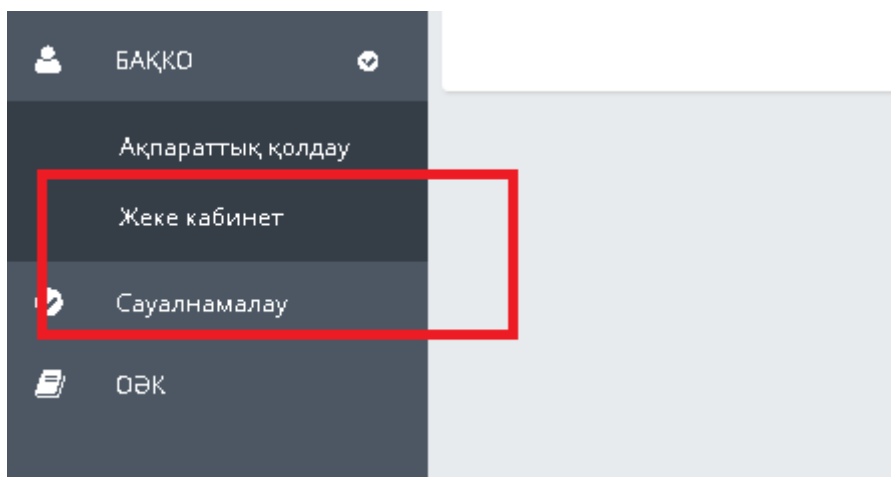 БАҚКО
Ақпараттық қолдау
Жеке кабинет
Сауалнамалау
ОӘК